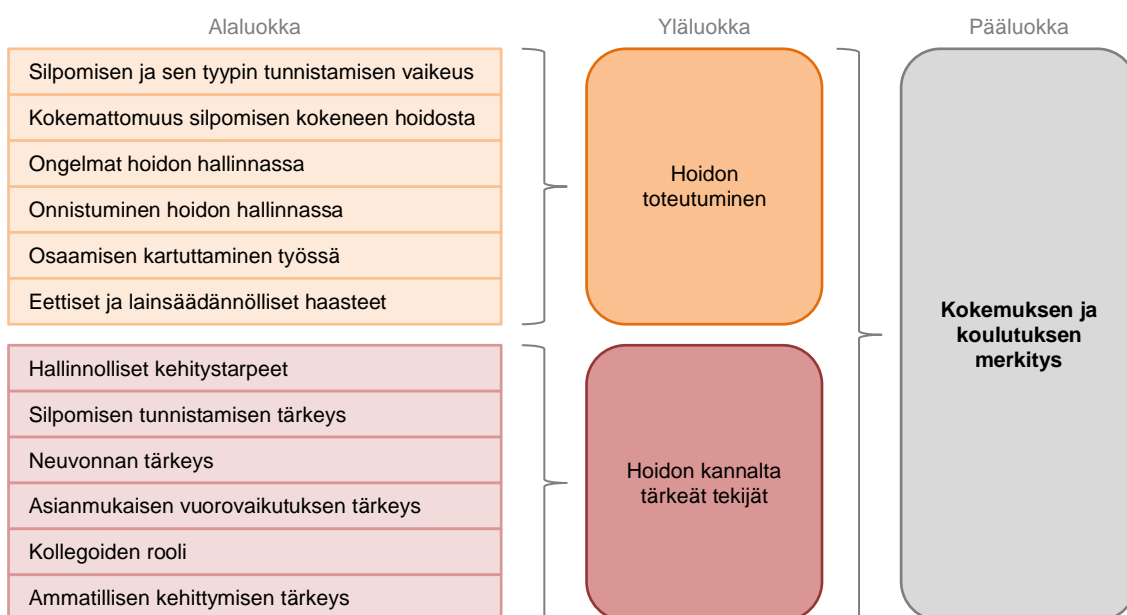 Alaluokka
Yläluokka
Pääluokka
Silpomisen ja sen tyypin tunnistamisen vaikeus
Kokemattomuus silpomisen kokeneen hoidosta
Ongelmat hoidon hallinnassa
Onnistuminen hoidon hallinnassa
Osaamisen kartuttaminen työssä
Eettiset ja lainsäädännölliset haasteet
Hoidon
toteutuminen
Hallinnolliset kehitystarpeet
Silpomisen tunnistamisen tärkeys
Neuvonnan tärkeys
Asianmukaisen vuorovaikutuksen tärkeys
Kollegoiden rooli
Ammatillisen kehittymisen tärkeys
Hoidon kannalta
tärkeät tekijät
Kokemuksen ja
koulutuksen
merkitys